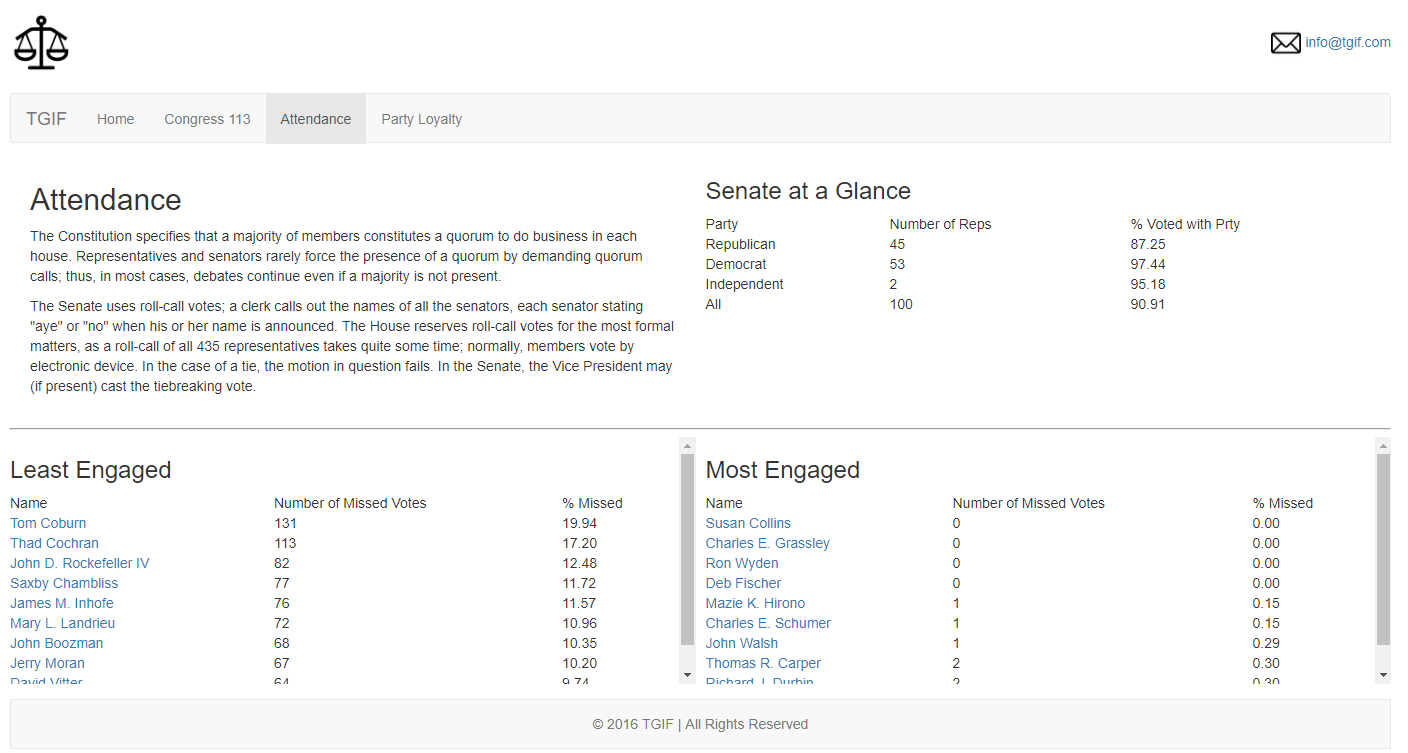 info@tgif.com
TGIF Home Congress 113 Attendance Party Loyalty
Attendance
The Constitution specifies that a majority of members constitutes a quorum to do business in each
house. Representatives and senators rarely force the presence of a quorum by demanding quorum
calls; thus, in most cases, debates continue even if a majority is not present.
The Senate uses roll-call votes; a clerk calls out the names of all the senators, each senator stating
"aye" or "no" when his or her name is announced. The House reserves roll-call votes for the most formal
matters, as a roll-call of all 435 representatives takes quite some time; normally, members vote by
electronic device. In the case of a tie, the motion in question fails. In the Senate, the Vice President may
(if present) cast the tiebreaking vote.
Senate at a Glance
Party Number of Reps % Voted with Prty
Republican 45 87.25
Democrat 53 97.44
Independent 2 95.18
All 100 90.91
Least Engaged
Name Number of Missed Votes % Missed
Tom Coburn 131 19.94
Thad Cochran 113 17.20
John D. Rockefeller IV 82 12.48
Saxby Chambliss 77 11.72
James M. Inhofe 76 11.57
Mary L. Landrieu 72 10.96
John Boozman 68 10.35
Jerry Moran 67 10.20
David Vitter 64 9.74
Most Engaged
Name Number of Missed Votes % Missed
Susan Collins 0 0.00
Charles E. Grassley 0 0.00
Ron Wyden 0 0.00
Deb Fischer 0 0.00
Mazie K. Hirono 1 0.15
Charles E. Schumer 1 0.15
John Walsh 1 0.29
Thomas R. Carper 2 0.30
Richard J. Durbin 2 0.30
© 2016 TGIF | All Rights Reserved